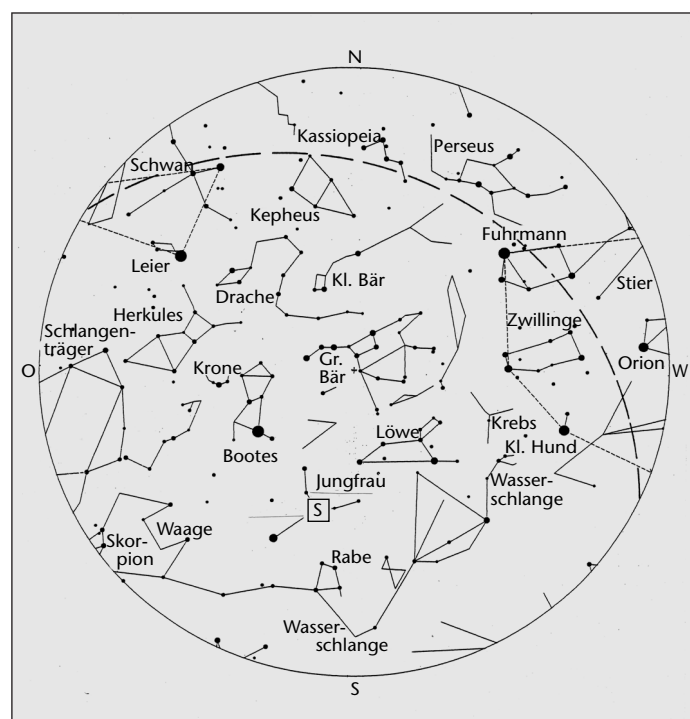 N
Kassiopeia
Perseus
Schwan
Kepheus
Fuhrmann
Leier
Kl. Bär
Stier
Drache
Herkules
Zwillinge
Schlangen-
träger
Krone
Gr.
Bär
Orion
O
W
Krebs
Löwe
Kl. Hund
Bootes
Jungfrau
Wasser-
schlange
S
Waage
Skor-
pion
Rabe
Wasser-
schlange
S